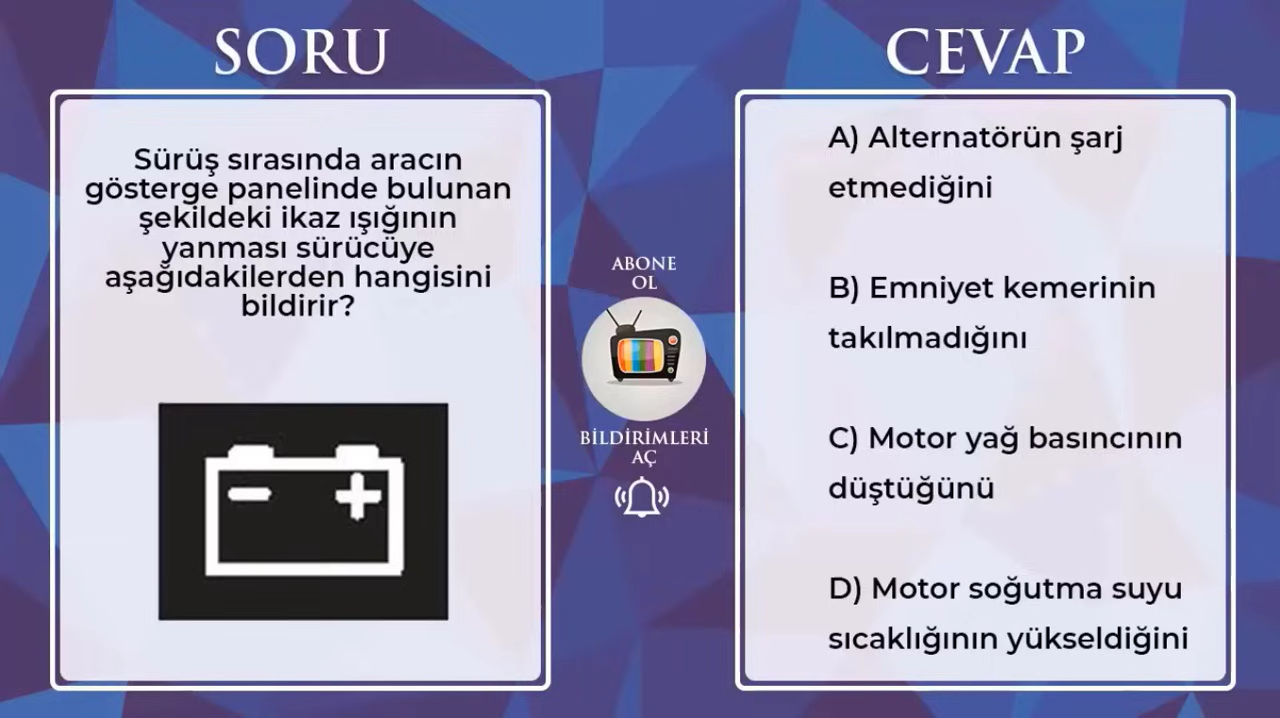 SORU
Sürüş sırasında aracın
gösterge panelinde bulunan
şekildeki ikaz ışığının
yanması sürücüye
aşağıdakilerden hangisini
bildirir?
ABONE
OL
BİLDİRİMLERİ
AÇ
CEVAP
A) Alternatörün şarj
etmediğini
B) Emniyet kemerinin
takılmadığını
C) Motor yağ basıncının
düştüğünü
D) Motor soğutma suyu
sıcaklığının yükseldiğini